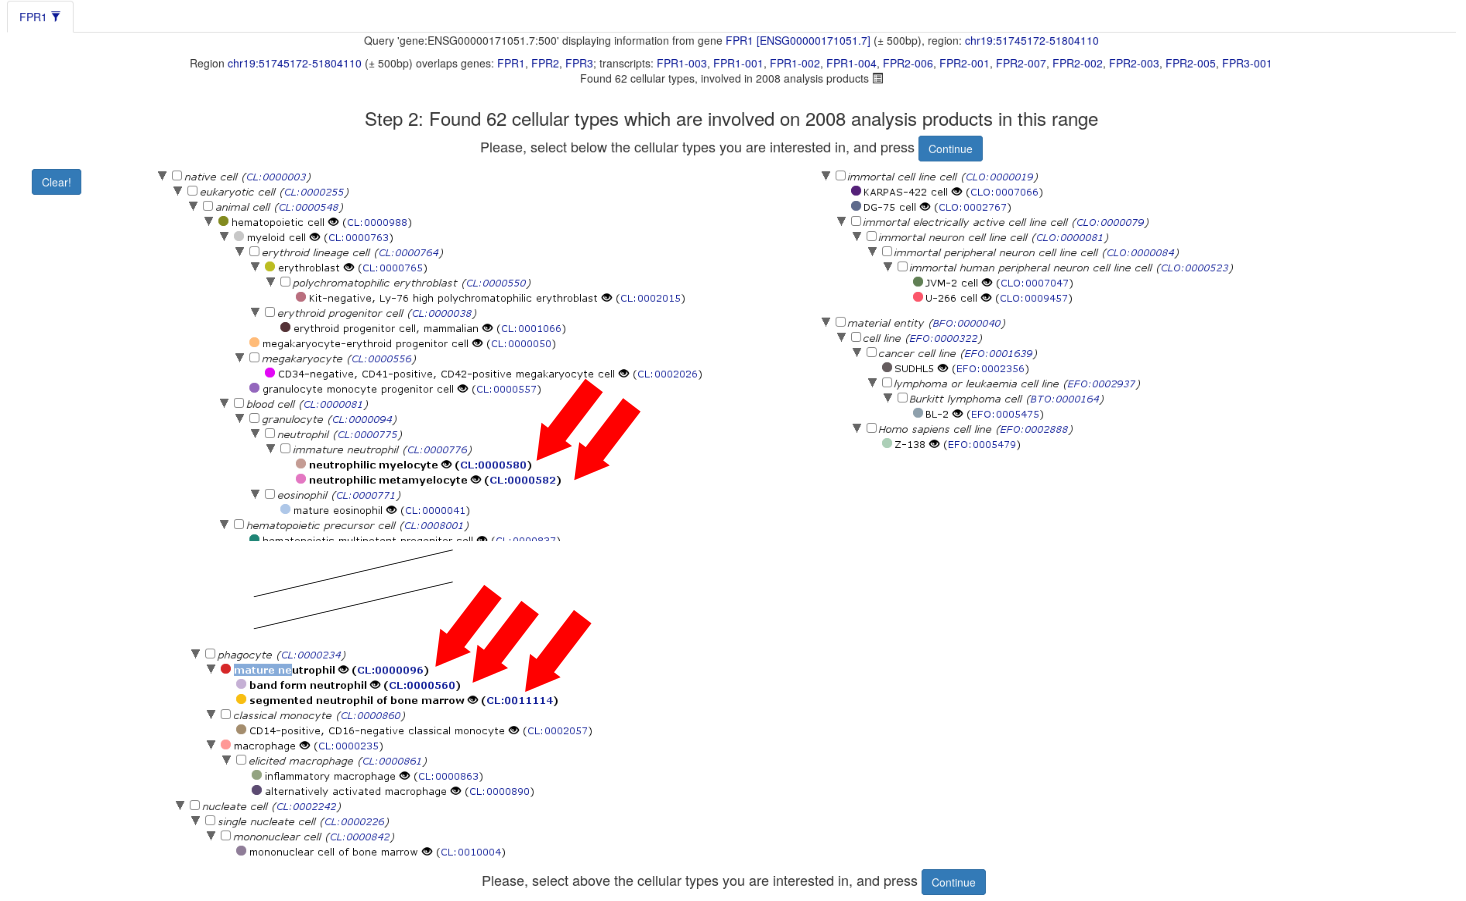 FPR1
Query 'gene:ENSG00000171051.7:500' displaying information from gene FPR1 [ENSG00000171051.7] (± 500bp), region: chr19:51745172-51804110
Region chr19:51745172-51804110 (± 500bp) overlaps genes: FPR1, FPR2, FPR3; transcripts: FPR1-003, FPR1-001, FPR1-002, FPR1-004, FPR2-006, FPR2-001, FPR2-007, FPR2-002, FPR2-003, FPR2-005, FPR3-001
Found 62 cellular types, involved in 2008 analysis products
Step 2: Found 62 cellular types which are involved on 2008 analysis products in this range
Please, select below the cellular types you are interested in, and press Continue
Clear!
native cell (CL:0000003)
eukaryotic cell (CL:0000255)
animal cell (CL:0000548)
hematopoietic cell (CL:0000988)
myeloid cell (CL:0000763)
erythroid lineage cell (CL:0000764)
erythroblast (CL:0000765)
polychromatophilic erythroblast (CL:0000550)
Kit-negative, Ly-76 high polychromatophilic erythroblast (CL:0002015)
erythroid progenitor cell (CL:0000038)
erythroid progenitor cell, mammalian (CL:0001066)
megakaryocyte-erythroid progenitor cell (CL:0000050)
megakaryocyte (CL:0000556)
CD34-negative, CD41-positive, CD42-positive megakaryocyte cell (CL:0002026)
granulocyte monocyte progenitor cell (CL:0000557)
blood cell (CL:0000081)
granulocyte (CL:0000094)
neutrophil (CL:0000775)
immature neutrophil (CL:0000776)
neutrophilic myelocyte (CL:0000580)
neutrophilic metamyelocyte (CL:0000582)
eosinophil (CL:0000771)
mature eosinophil (CL:0000041)
hematopoietic precursor cell (CL:0008001)
hematopoietic multipotent progenitor cell (CL:0000837)
phagocyte (CL:0000234)
mature neutrophil (CL:0000096)
band form neutrophil (CL:0000560)
segmented neutrophil of bone marrow (CL:0011114)
classical monocyte (CL:0000860)
CD14-positive, CD16-negative classical monocyte (CL:0002057)
macrophage (CL:0000235)
elicited macrophage (CL:0000861)
inflammatory macrophage (CL:0000863)
alternatively activated macrophage (CL:0000890)
nucleate cell (CL:0002242)
single nucleate cell (CL:0000226)
mononuclear cell (CL:0000842)
mononuclear cell of bone marrow (CL:0010004)
immortal cell line cell (CLO:0000019)
KARPAS-422 cell (CLO:0007066)
DG-75 cell (CLO:0002767)
immortal electrically active cell line cell (CLO:0000079)
immortal neuron cell line cell (CLO:0000081)
immortal peripheral neuron cell line cell (CLO:0000084)
immortal human peripheral neuron cell line cell (CLO:0000523)
JVM-2 cell (CLO:0007047)
U-266 cell (CLO:0009457)
material entity (BFO:0000040)
cell line (EFO:0000322)
cancer cell line (EFO:0001639)
SUDHL5 (EFO:0002356)
lymphoma or leukaemia cell line (EFO:0002937)
Burkitt lymphoma cell (BTO:0000164)
BL-2 (EFO:0005475)
Homo sapiens cell line (EFO:0002888)
Z-138 (EFO:0005479)
Please, select above the cellular types you are interested in, and press Continue